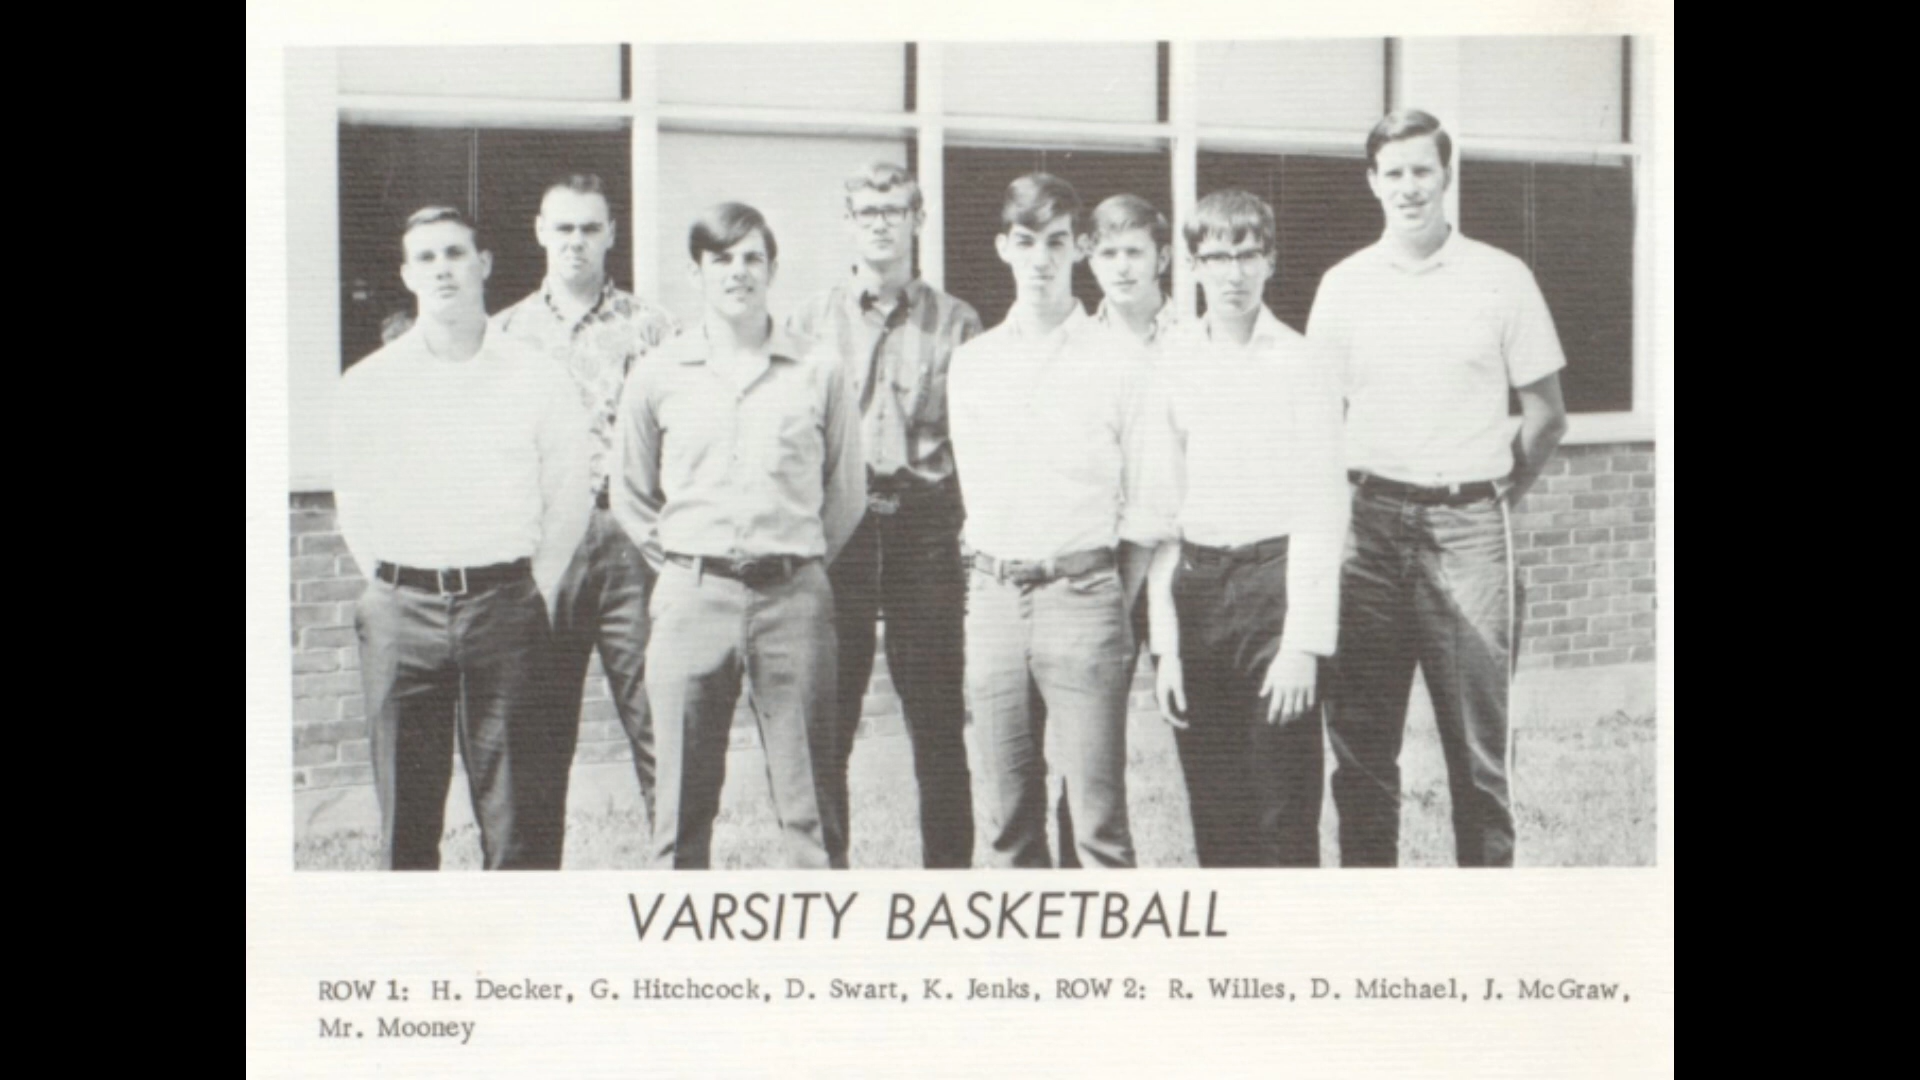 VARSITY BASKETBALL
ROW 1: H. Decker, G. Hitchcock, D. Swart, K. Jenks, ROW 2: R. Willes, D. Michael, J. McGraw,
Mr. Mooney